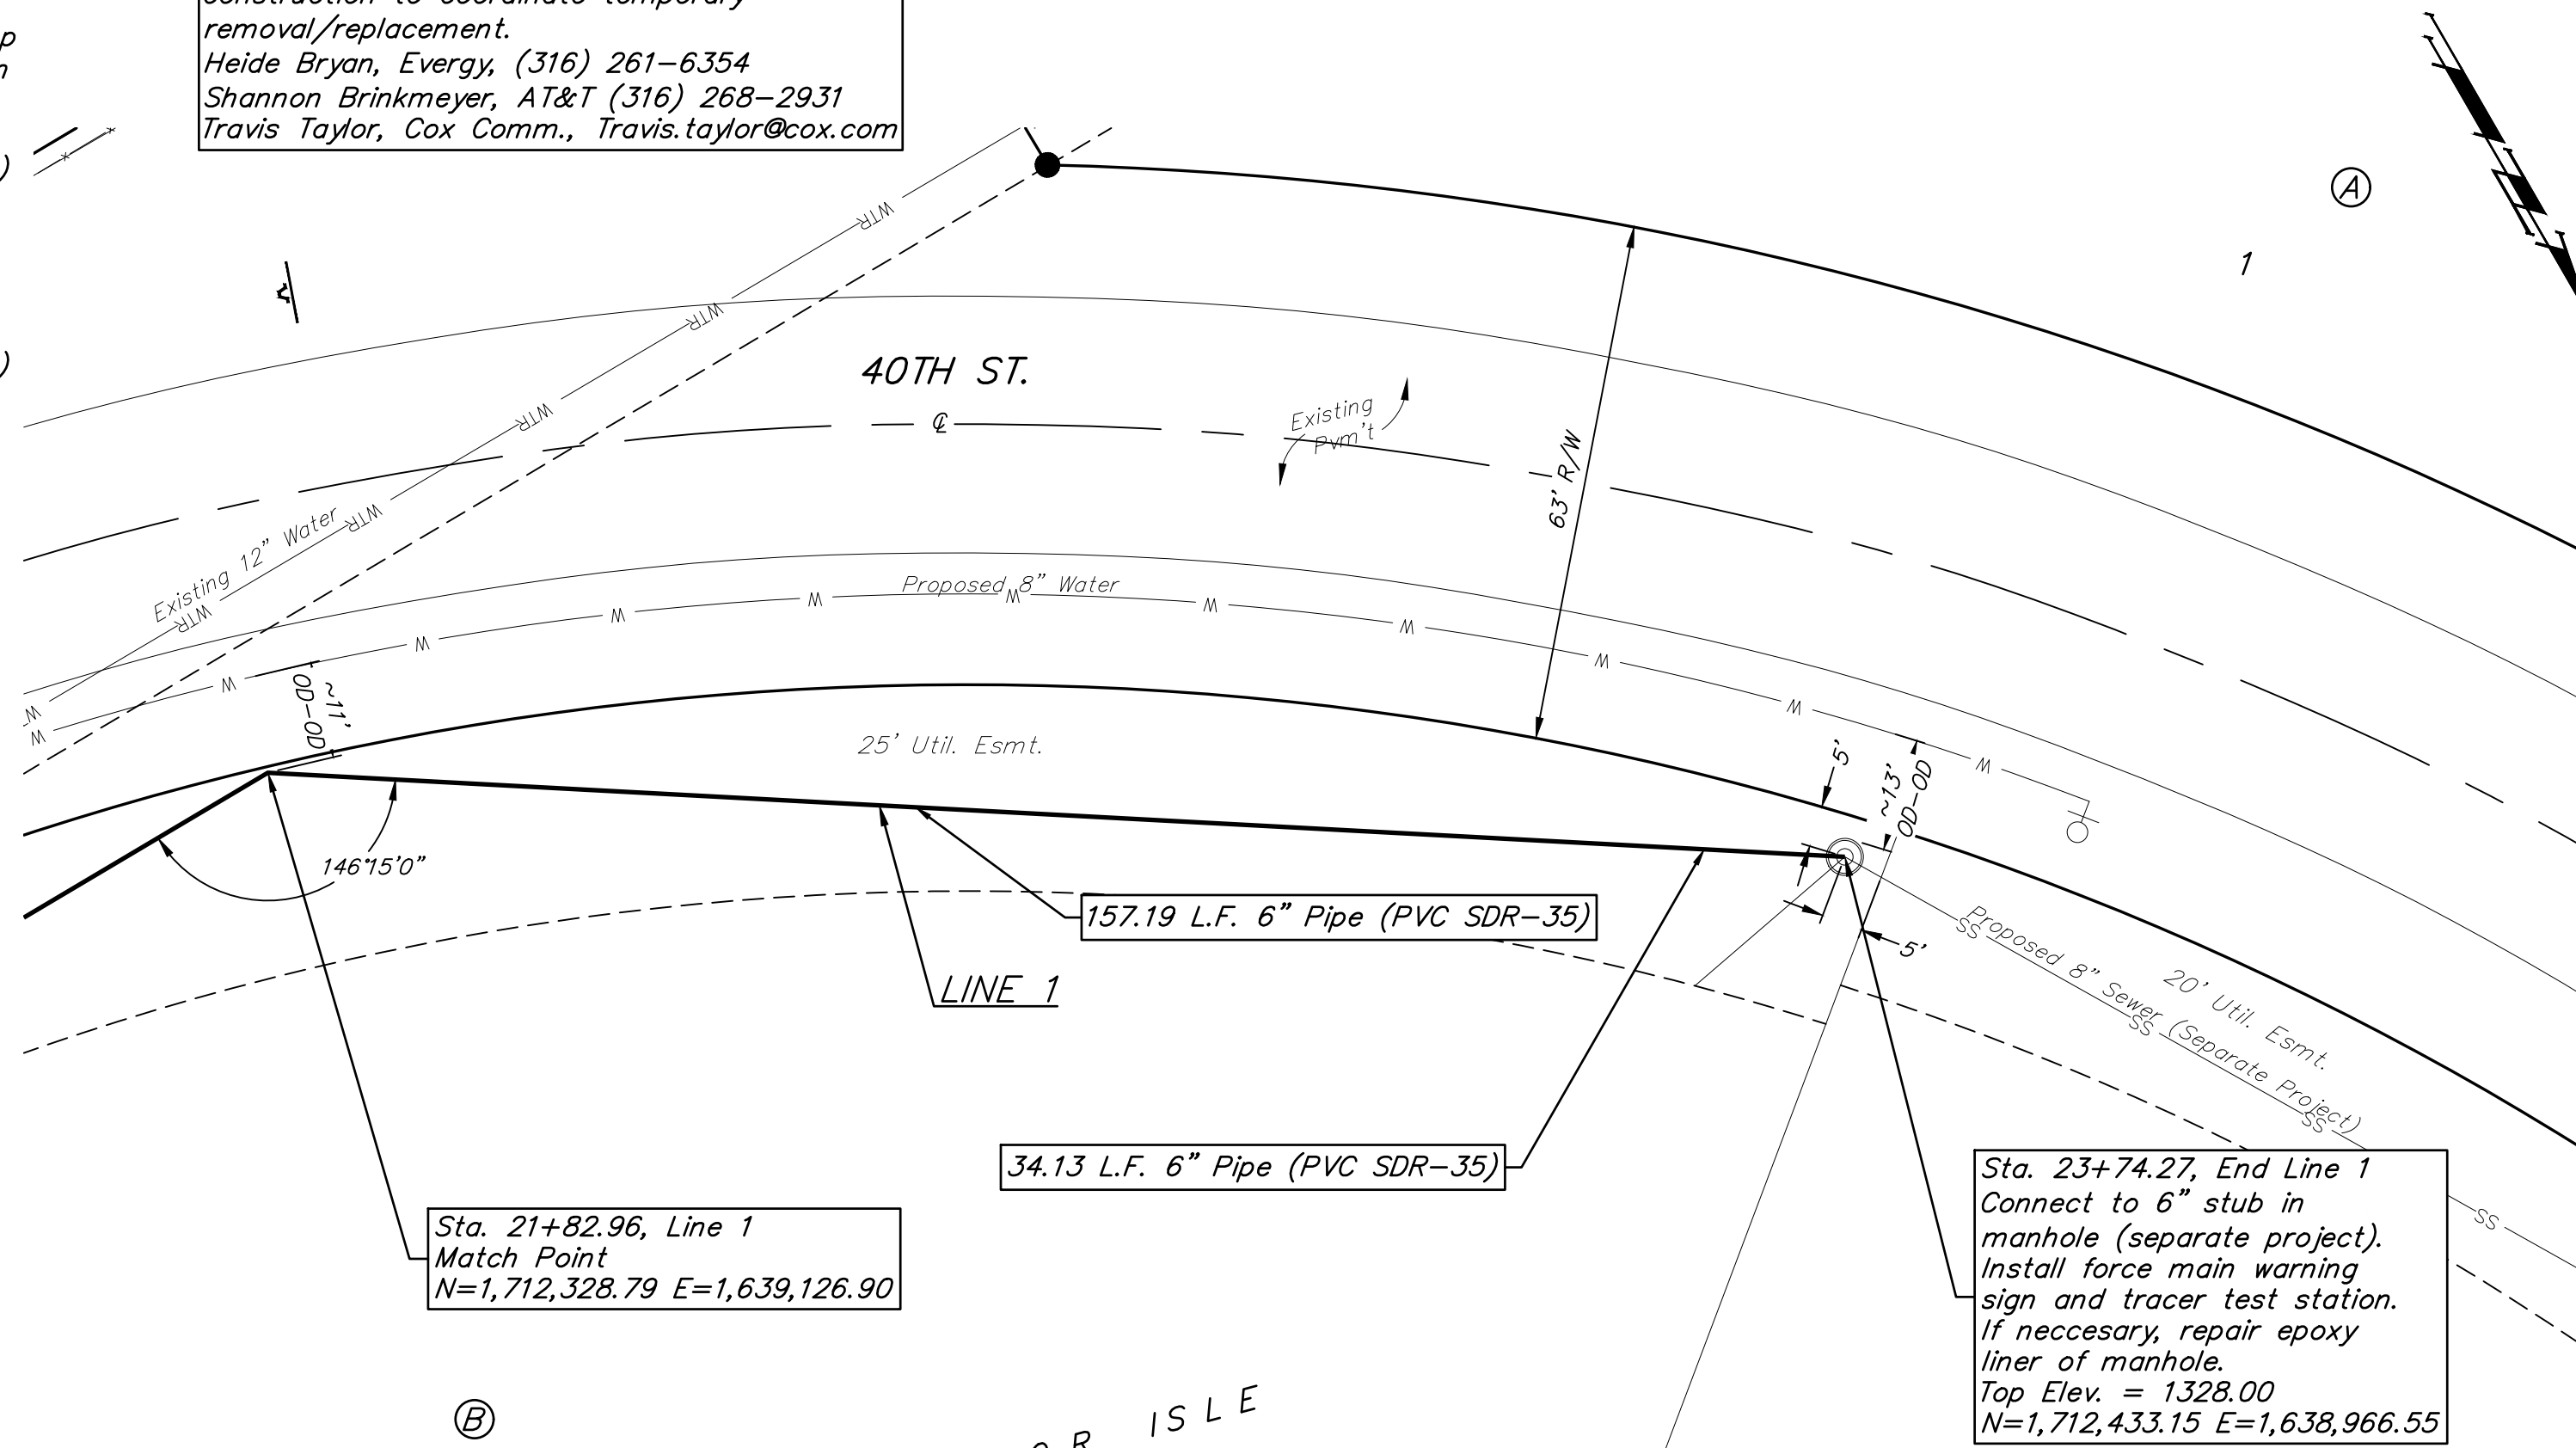 removal/replacement.
Heide Bryan, Evergy, (316) 261-6354
Shannon Brinkmeyer, AT&T (316) 268-2931
Travis Taylor, Cox Comm., Travis.taylor@cox.com
A
1
WTR
WTR
WTR
WTR
WTR
40TH ST.
℄
Existing
Pvm't
63' R/W
Existing 12" Water
Proposed 8" Water
W
W
W
W
W
W
W
W
W
W
W
W
~11'
OD-OD
25' Util. Esmt.
5'
~13'
OD-OD
146°15'0"
157.19 L.F. 6" Pipe (PVC SDR-35)
LINE 1
5'
Proposed 8" Sewer (Separate Project)
SS
SS
SS
SS
20' Util. Esmt.
34.13 L.F. 6" Pipe (PVC SDR-35)
Sta. 21+82.96, Line 1
Match Point
N=1,712,328.79 E=1,639,126.90
Sta. 23+74.27, End Line 1
Connect to 6" stub in
manhole (separate project).
Install force main warning
sign and tracer test station.
If neccesary, repair epoxy
liner of manhole.
Top Elev. = 1328.00
N=1,712,433.15 E=1,638,966.55
B
ISLE